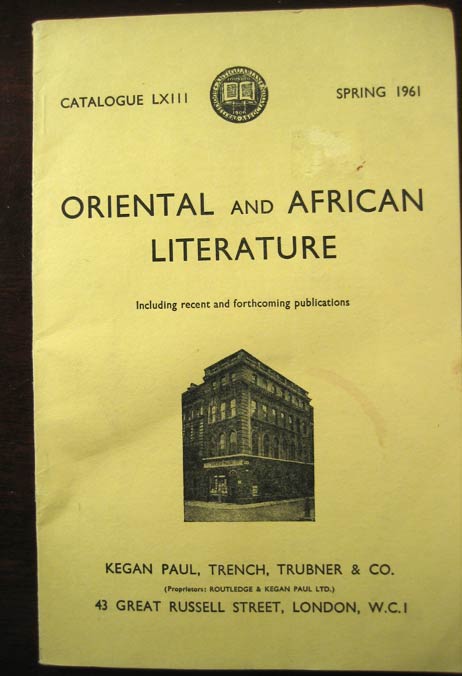 CATALOGUE LXIII
SPRING 1961
ORIENTAL AND AFRICAN
LITERATURE
Including recent and forthcoming publications
KEGAN PAUL, TRENCH, TRUBNER & CO.
(Proprietors: ROUTLEDGE & KEGAN PAUL LTD.)
43 GREAT RUSSELL STREET, LONDON, W.C.1